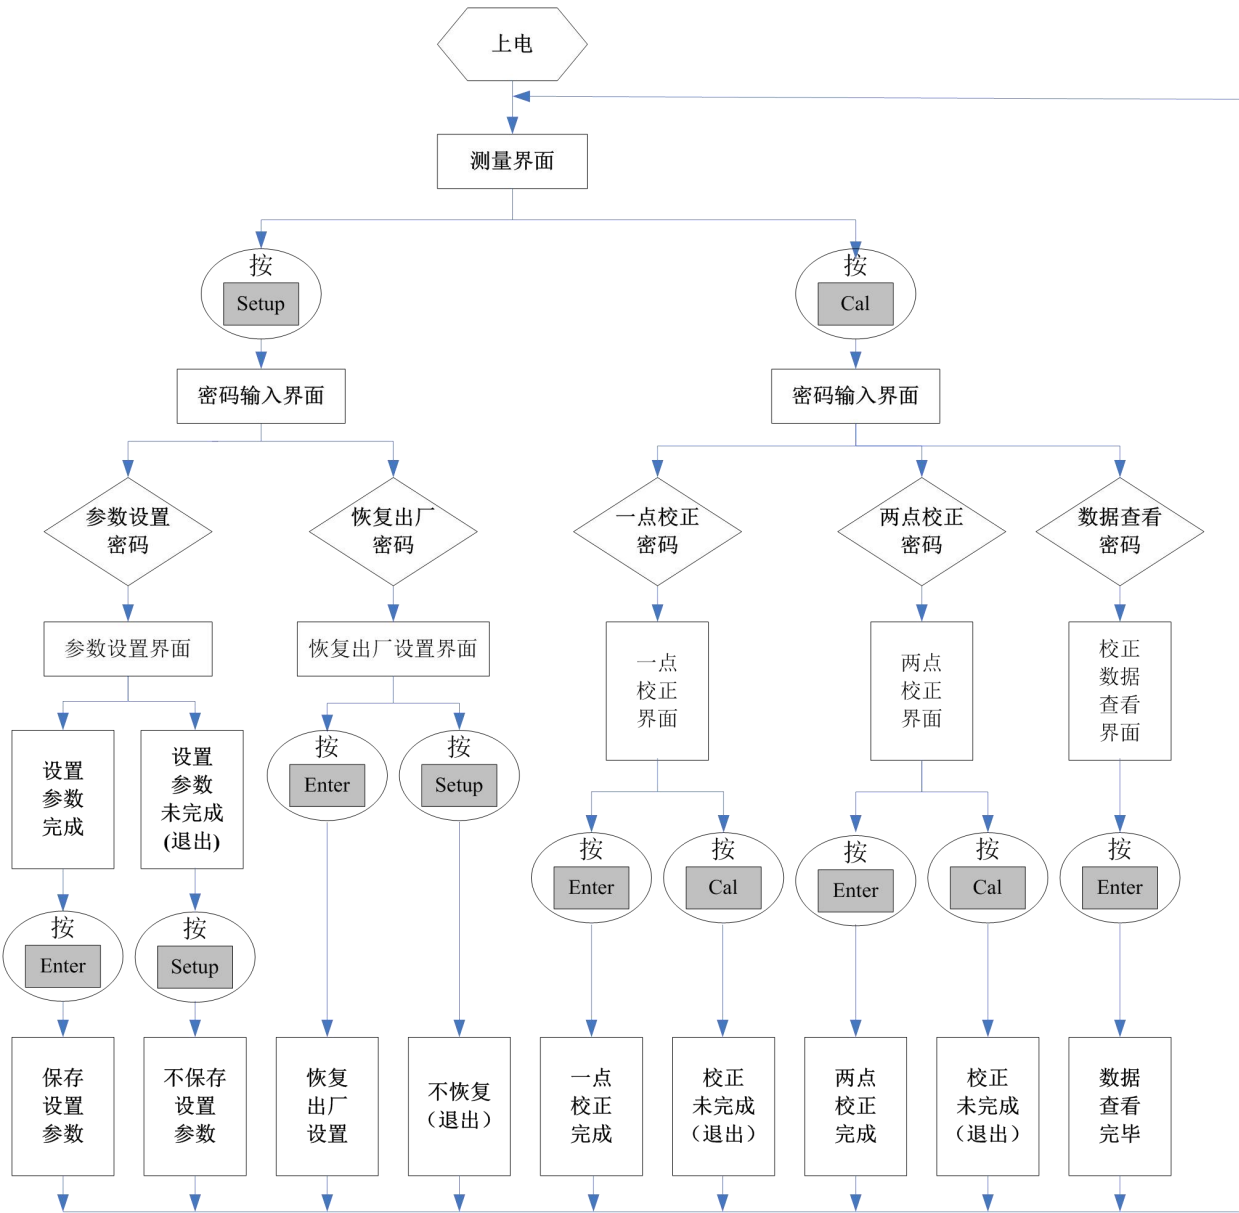 上电
测量界面
按
Setup
按
Cal
密码输入界面
密码输入界面
参数设置
密码
恢复出厂
密码
一点校正
密码
两点校正
密码
数据查看
密码
参数设置界面
恢复出厂设置界面
一点
校正
界面
两点
校正
界面
校正
数据
查看
界面
设置
参数
完成
设置
参数
未完成
(退出)
按
Enter
按
Setup
按
Enter
按
Cal
按
Enter
按
Cal
按
Enter
按
Enter
按
Setup
保存
设置
参数
不保存
设置
参数
恢复
出厂
设置
不恢复
（退出）
一点
校正
完成
校正
未完成
（退出）
两点
校正
完成
校正
未完成
（退出）
数据
查看
完毕